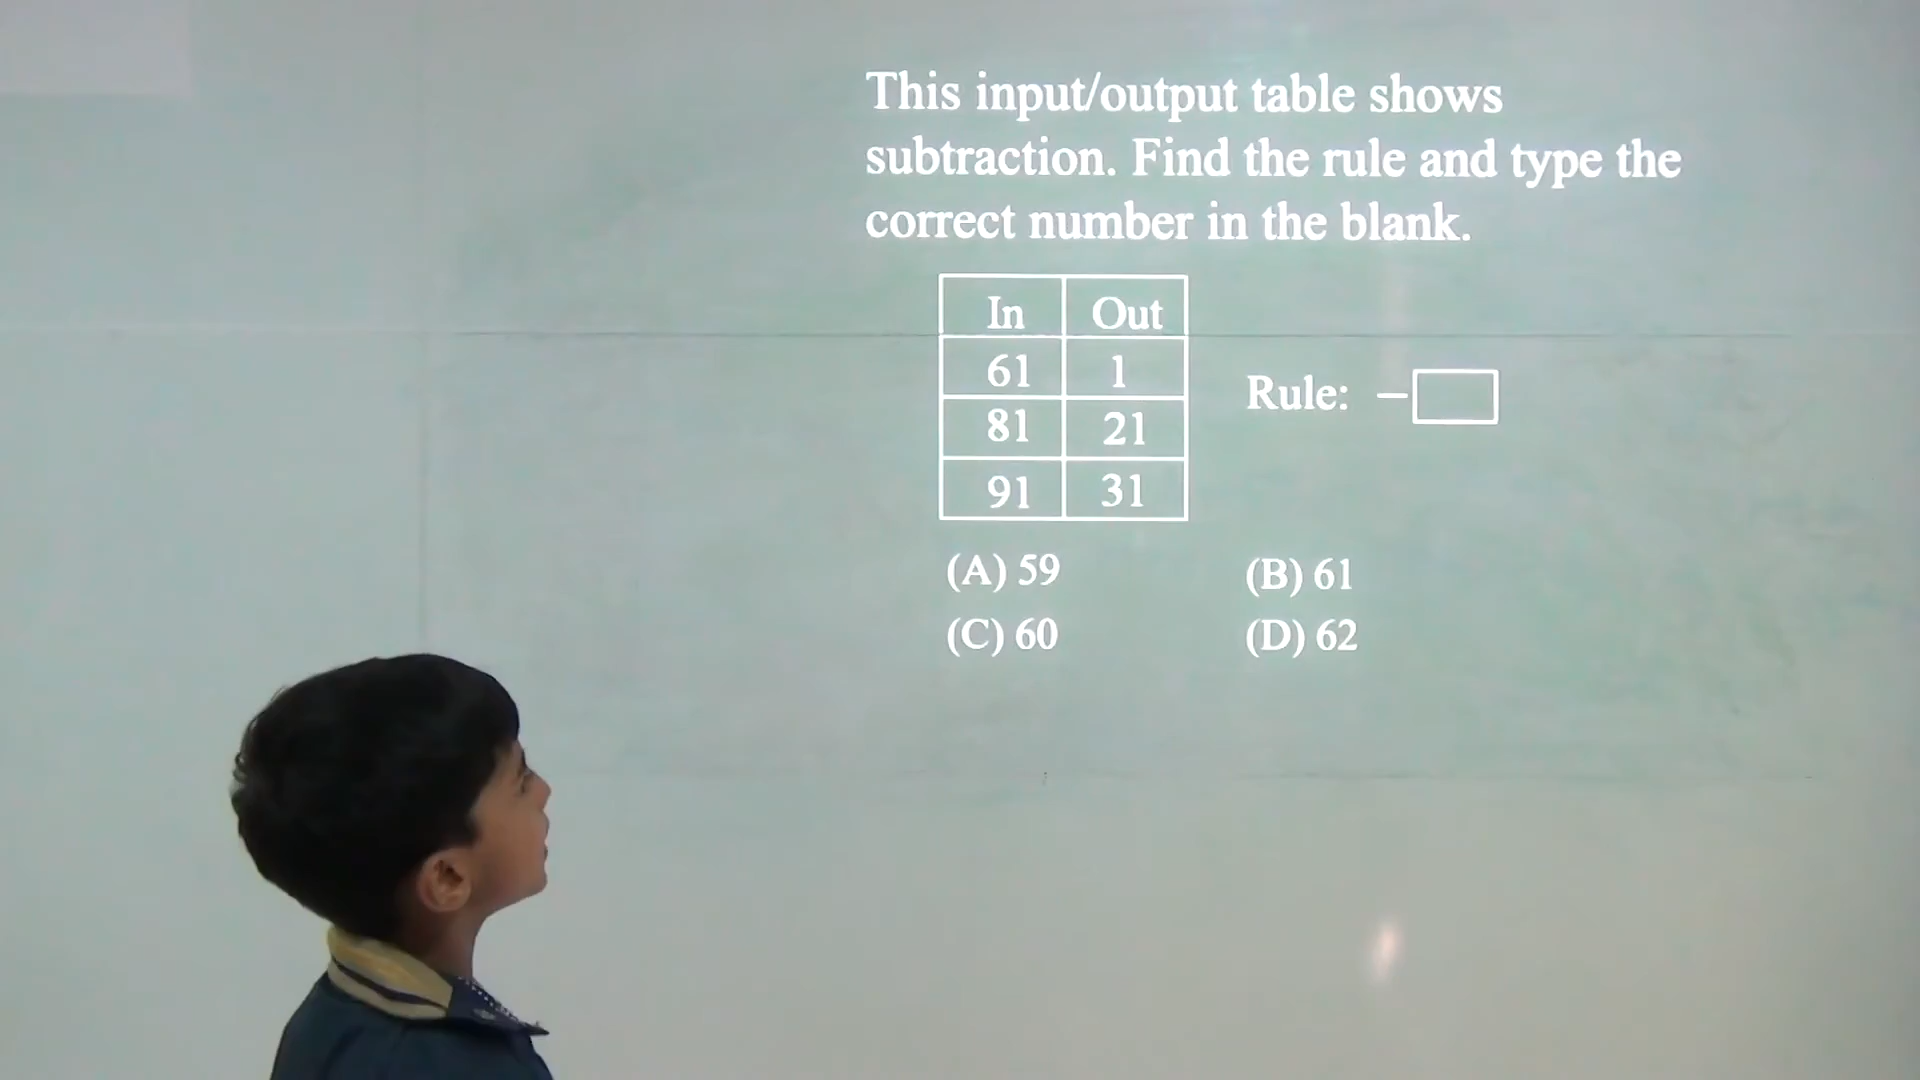 This input/output table shows
subtraction. Find the rule and type the
correct number in the blank.
In Out
61 1
81 21
91 31
Rule: –
(A) 59 (B) 61
(C) 60 (D) 62